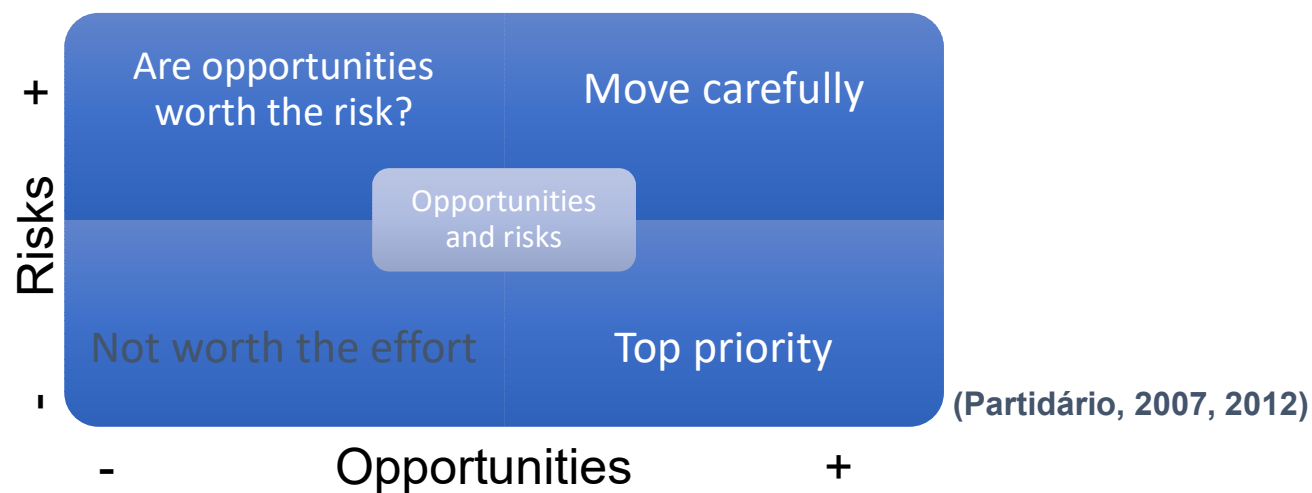 +
Risks
-
Are opportunities
worth the risk?
Move carefully
Opportunities
and risks
Not worth the effort
Top priority
(Partidário, 2007, 2012)
-
Opportunities
+